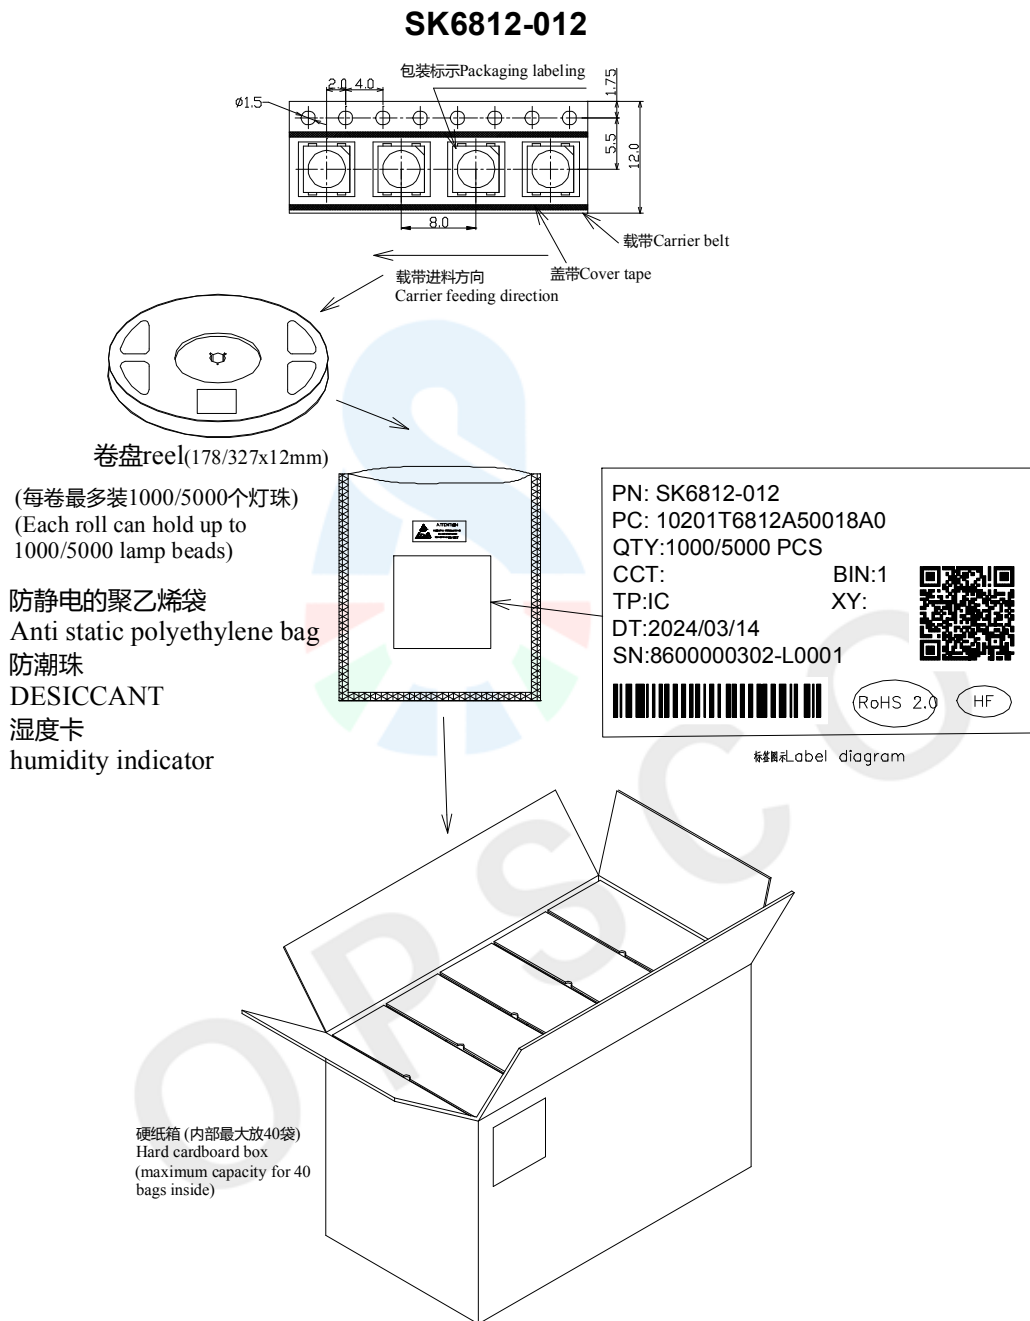 SK6812-012
包装标示Packaging labeling
2.0
4.0
1.75
Ø1.5
5.5
12.0
8.0
载带Carrier belt
盖带Cover tape
载带进料方向
Carrier feeding direction
卷盘reel(178/327x12mm)
(每卷最多装1000/5000个灯珠)
(Each roll can hold up to
1000/5000 lamp beads)
防静电的聚乙烯袋
Anti static polyethylene bag
防潮珠
DESICCANT
湿度卡
humidity indicator
ATTENTION
PN: SK6812-012
PC: 10201T6812A50018A0
QTY:1000/5000 PCS
CCT: BIN:1
TP:IC XY:
DT:2024/03/14
SN:8600000302-L0001
RoHS 2.0
HF
标签图示Label diagram
硬纸箱 (内部最大放40袋)
Hard cardboard box
(maximum capacity for 40
bags inside)
OPSCO